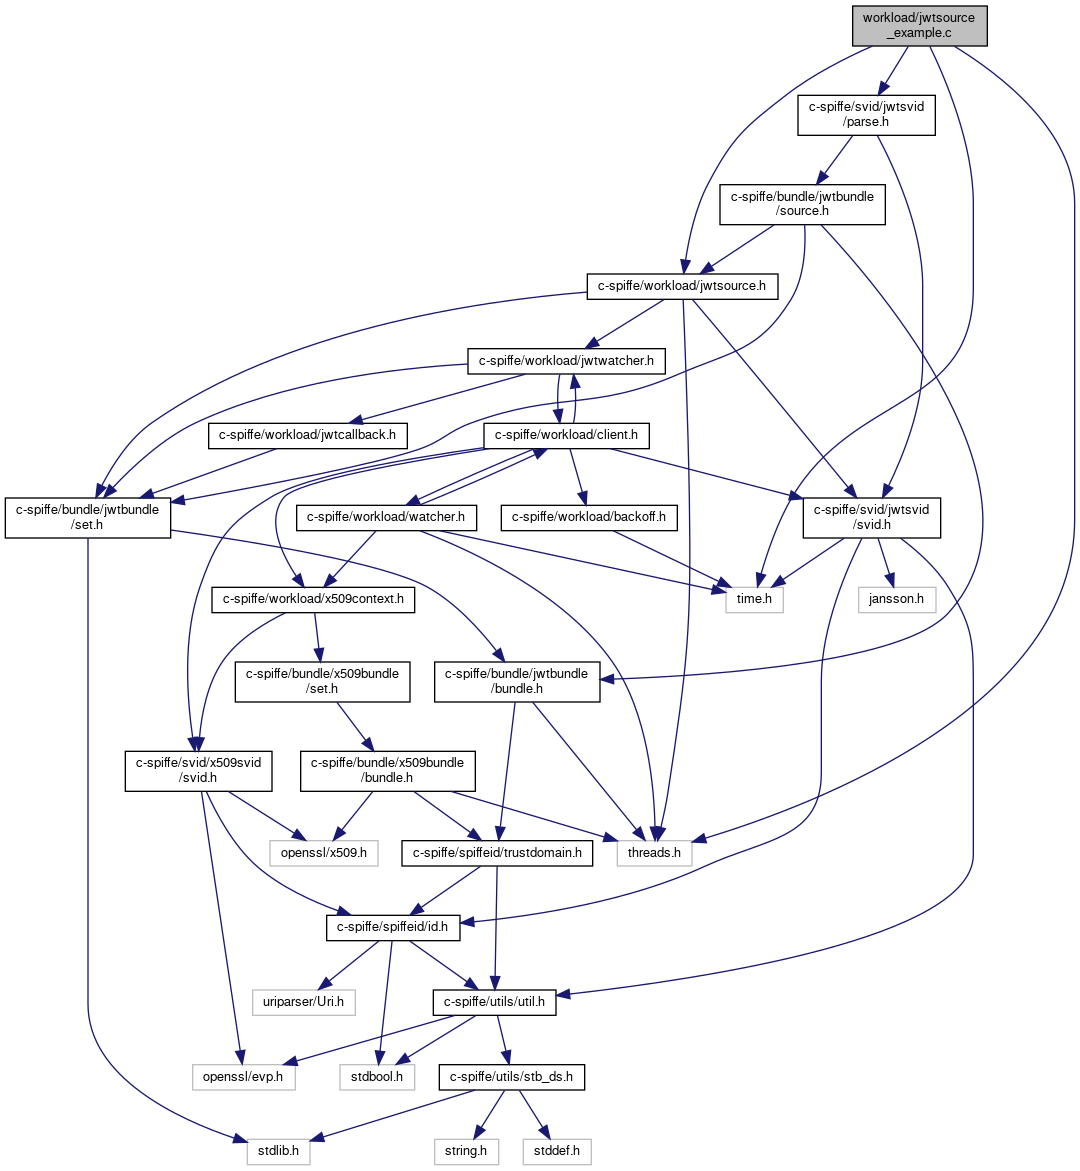 workload/jwtsource
_example.c
c-spiffe/svid/jwtsvid
/parse.h
c-spiffe/bundle/jwtbundle
/source.h
c-spiffe/workload/jwtsource.h
c-spiffe/workload/jwtwatcher.h
c-spiffe/workload/jwtcallback.h
c-spiffe/workload/client.h
c-spiffe/bundle/jwtbundle
/set.h
c-spiffe/workload/watcher.h
c-spiffe/workload/backoff.h
c-spiffe/svid/jwtsvid
/svid.h
c-spiffe/workload/x509context.h
time.h
jansson.h
c-spiffe/bundle/x509bundle
/set.h
c-spiffe/bundle/jwtbundle
/bundle.h
c-spiffe/svid/x509svid
/svid.h
c-spiffe/bundle/x509bundle
/bundle.h
openssl/x509.h
c-spiffe/spiffeid/trustdomain.h
threads.h
c-spiffe/spiffeid/id.h
uriparser/Uri.h
c-spiffe/utils/util.h
openssl/evp.h
stdbool.h
c-spiffe/utils/stb_ds.h
stdlib.h
string.h
stddef.h